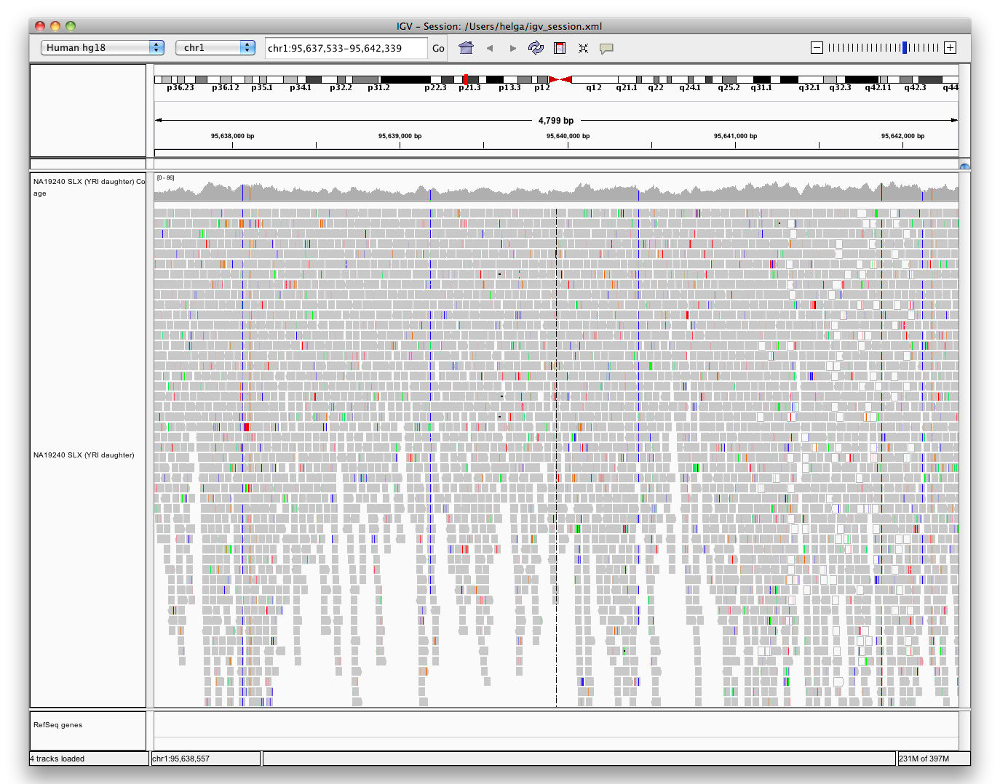 IGV - Session: /Users/helga/igv_session.xml
Human hg18 chr1 chr1:95,637,533-95,642,339 Go
p36.23 p36.12 p35.1 p34.1 p32.2 p31.2 p22.3 p21.3 p13.3 p12 q12 q21.1 q22 q24.1 q25.2 q31.1 q32.1 q32.3 q42.11 q42.3 q44
4,799 bp
95,638,000 bp 95,639,000 bp 95,640,000 bp 95,641,000 bp 95,642,000 bp
NA19240 SLX (YRI daughter) Co
age
[0 - 86]
NA19240 SLX (YRI daughter)
RefSeq genes
4 tracks loaded chr1:95,638,557 231M of 397M